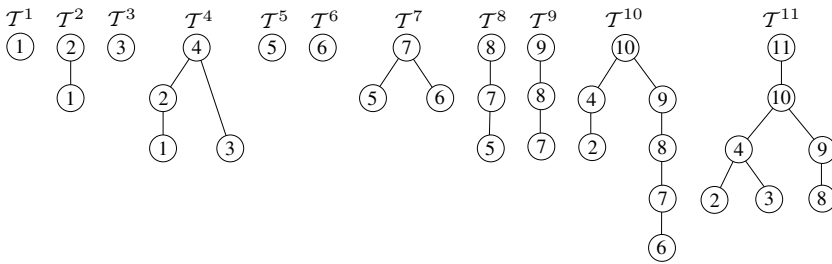 𝒯¹ 𝒯² 𝒯³ 𝒯⁴ 𝒯⁵ 𝒯⁶ 𝒯⁷ 𝒯⁸ 𝒯⁹ 𝒯¹⁰ 𝒯¹¹
1 2 3 4 5 6 7 8 9 10 11
1 2 5 6 7 8 4 9 10
1 3 5 7 2 8 4 9
7 2 3 8
6